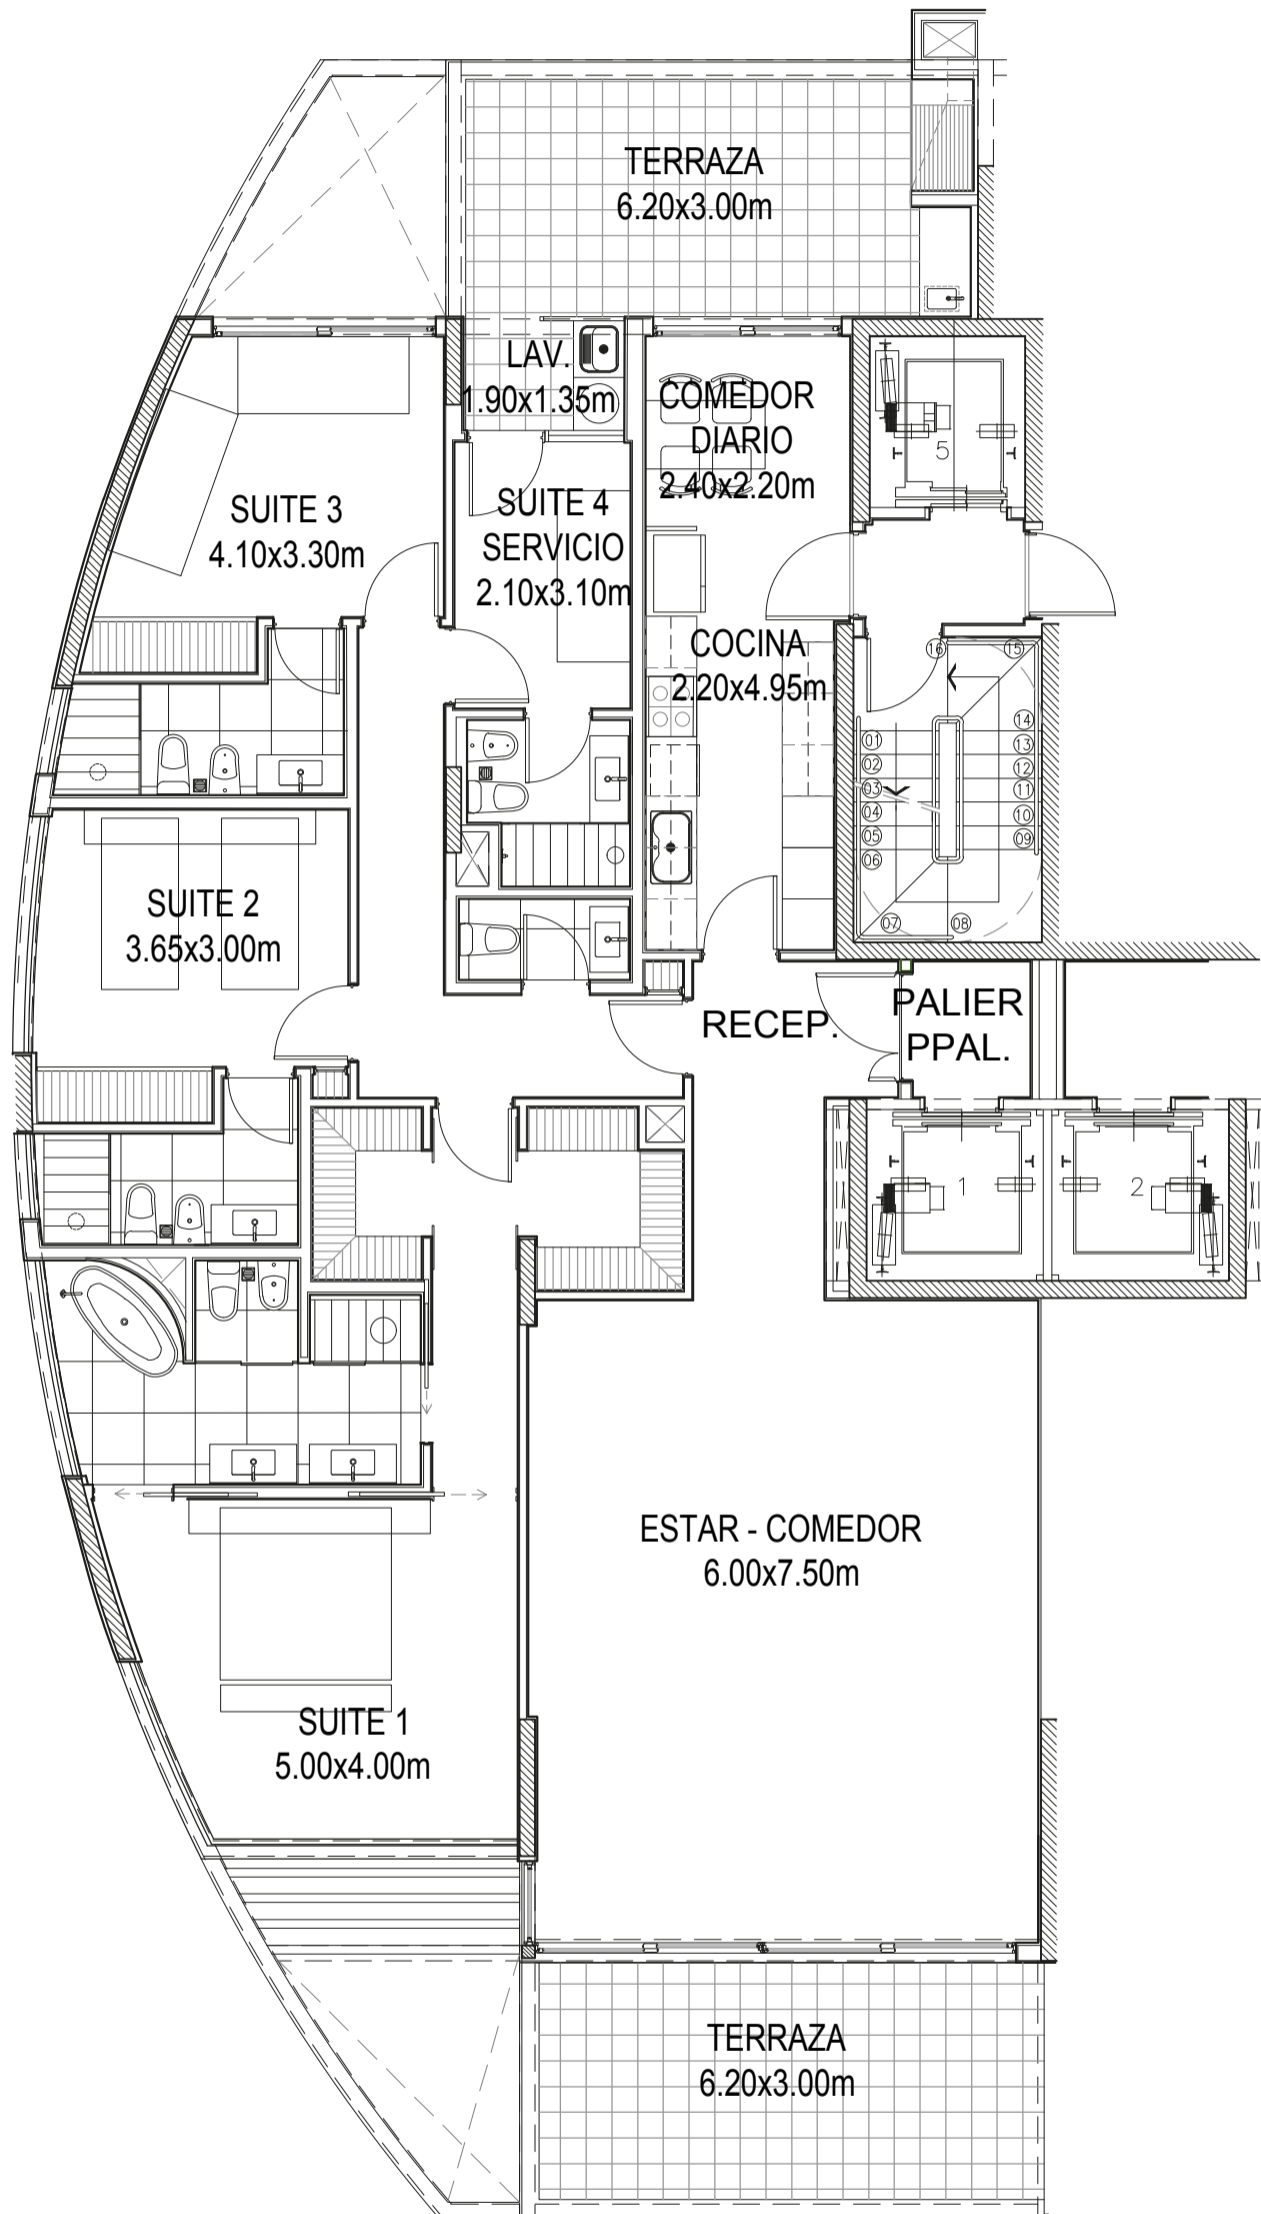 TERRAZA
6.20x3.00m
LAV.
1.90x1.35m
COMEDOR
DIARIO
2.40x2.20m
5
SUITE 3
4.10x3.30m
SUITE 4
SERVICIO
2.10x3.10m
COCINA
2.20x4.95m
16
15
14
13
12
11
10
09
01
02
03
04
05
06
07
08
SUITE 2
3.65x3.00m
RECEP.
PALIER
PPAL.
1
2
ESTAR - COMEDOR
6.00x7.50m
SUITE 1
5.00x4.00m
TERRAZA
6.20x3.00m